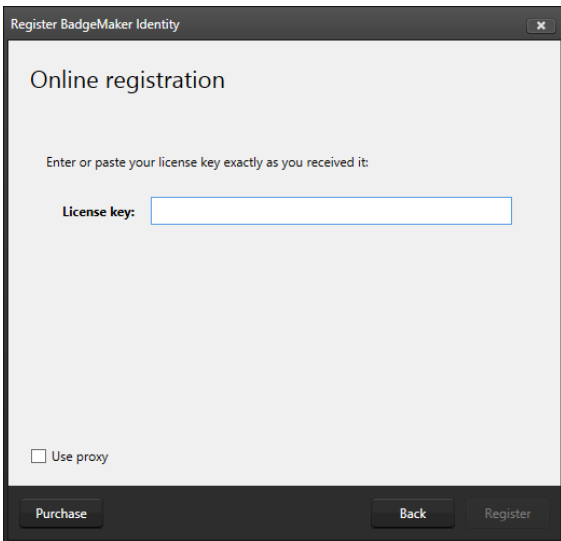 Register BadgeMaker Identity
Online registration
Enter or paste your license key exactly as you received it:
License key:
Use proxy
Purchase Back Register